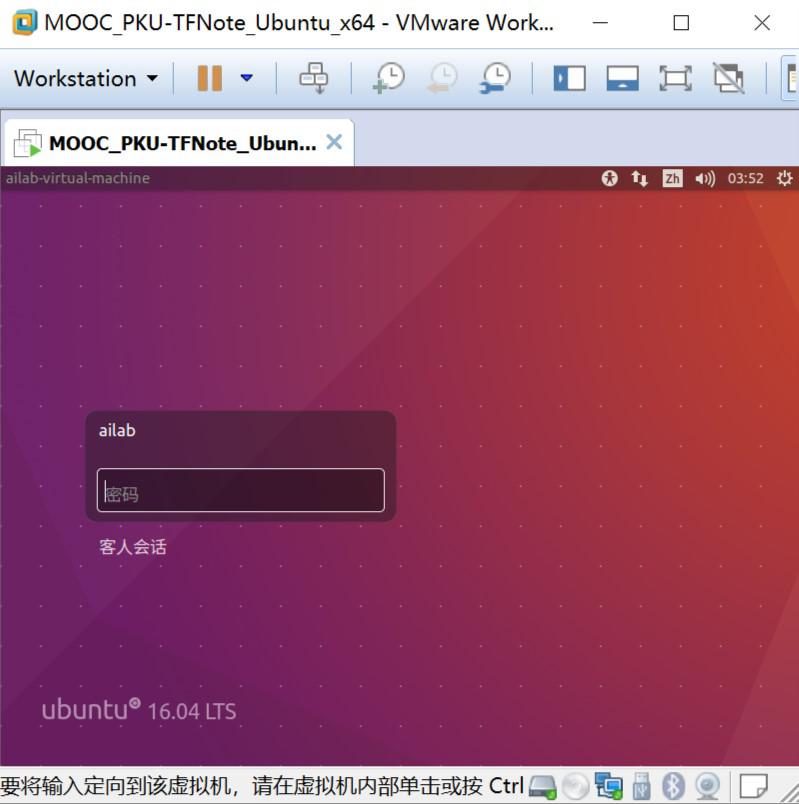 MOOC_PKU-TFNote_Ubuntu_x64 - VMware Work...
Workstation
MOOC_PKU-TFNote_Ubun...
ailab-virtual-machine Zh 03:52
ailab
密码
客人会话
ubuntu® 16.04 LTS
要将输入定向到该虚拟机，请在虚拟机内部单击或按 Ctrl